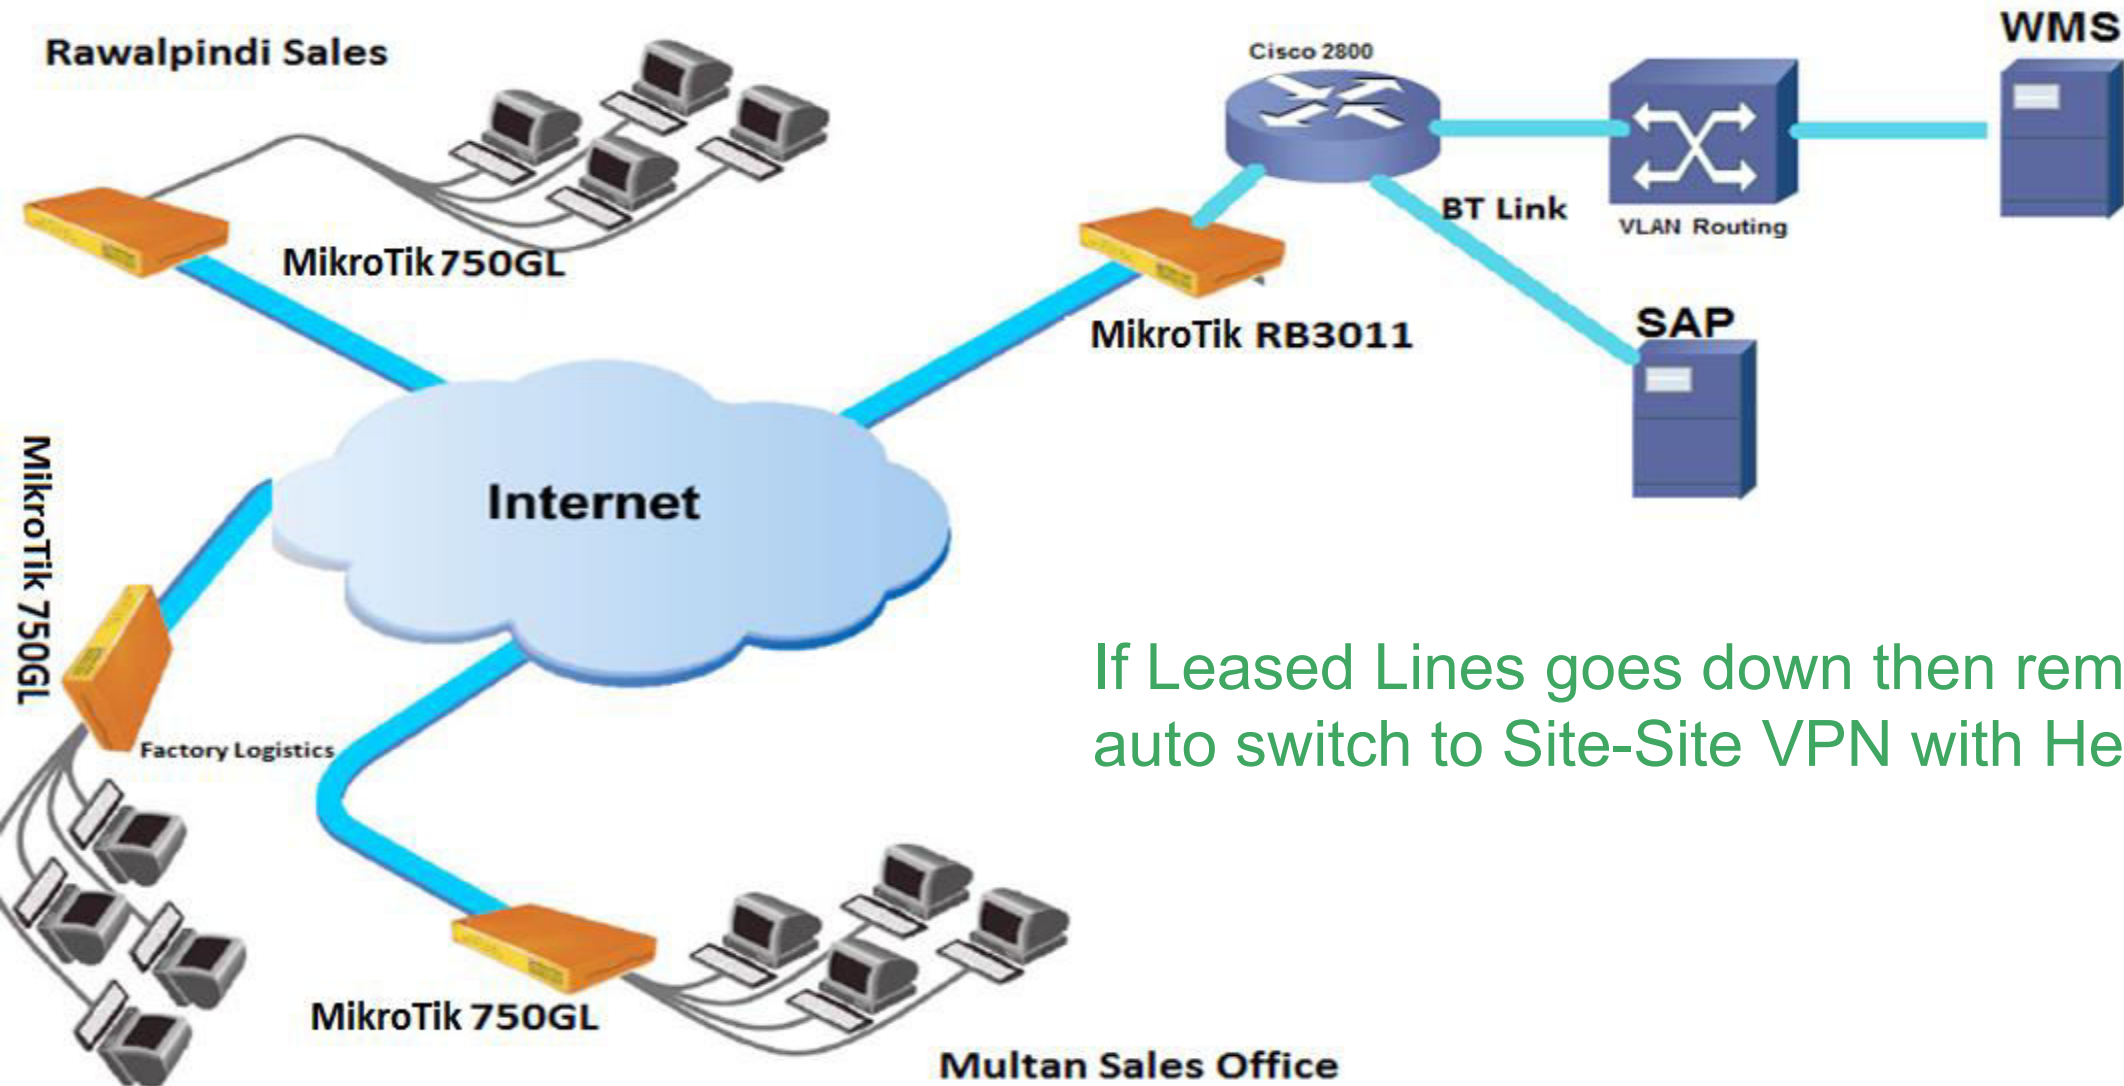 Rawalpindi Sales
MikroTik 750GL
Cisco 2800
WMS
BT Link
VLAN Routing
MikroTik RB3011
SAP
Internet
MikroTik 750GL
Factory Logistics
If Leased Lines goes down then rem
auto switch to Site-Site VPN with He
MikroTik 750GL
Multan Sales Office